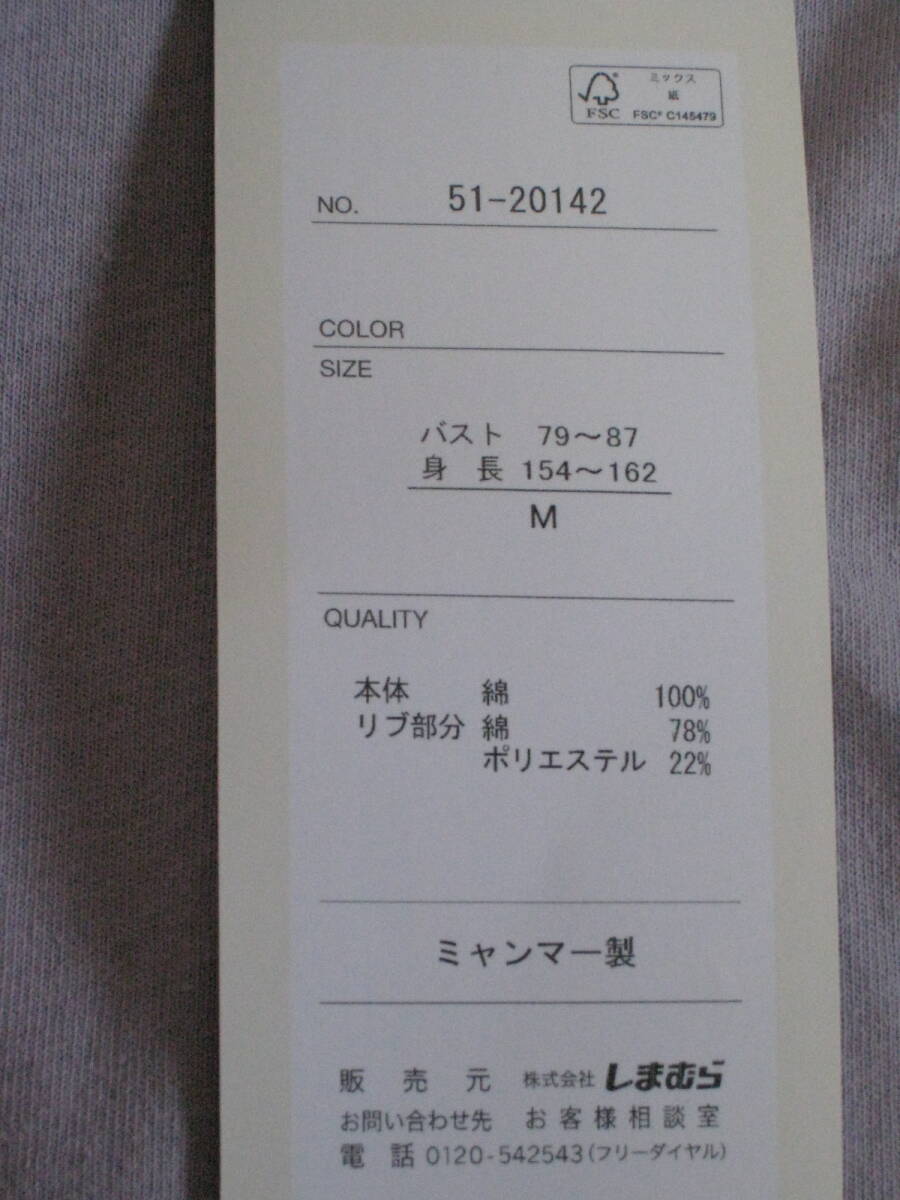 ミックス
紙
FSC® C145479
FSC
NO. 51-20142
COLOR
SIZE
バスト 79～87
身 長 154～162
M
QUALITY
本体 綿 100%
リブ部分 綿 78%
ポリエステル 22%
ミャンマー製
販 売 元 株式会社 しまむら
お問い合わせ先 お客様相談室
電 話 0120-542543(フリーダイヤル)